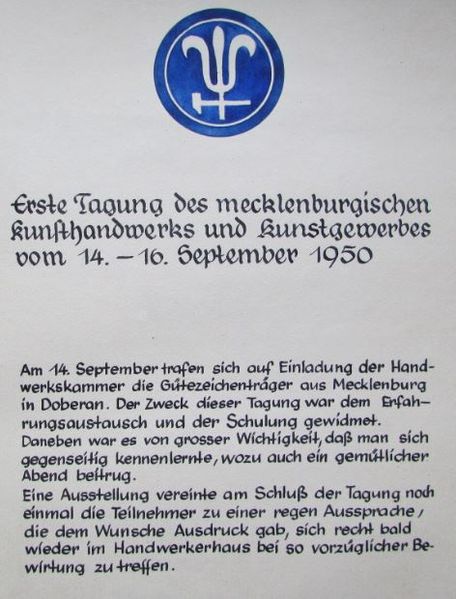 Erste Tagung des mecklenburgischen
Kunsthandwerks und Kunstgewerbes
vom 14. – 16. September 1950
Am 14. September trafen sich auf Einladung der Hand-
werkskammer die Gütezeichenträger aus Mecklenburg
in Doberan. Der Zweck dieser Tagung war dem Erfah-
rungsaustausch und der Schulung gewidmet.
Daneben war es von grosser Wichtigkeit, daß man sich
gegenseitig kennenlernte, wozu auch ein gemütlicher
Abend beitrug.
Eine Ausstellung vereinte am Schluß der Tagung noch
einmal die Teilnehmer zu einer regen Aussprache,
die dem Wunsche Ausdruck gab, sich recht bald
wieder im Handwerkerhaus bei so vorzüglicher Be-
wirtung zu treffen.